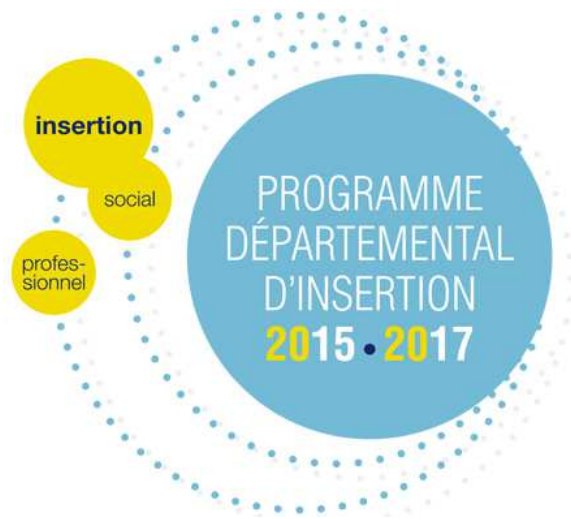 insertion
social
profes-
sionnel
PROGRAMME
DÉPARTEMENTAL
D'INSERTION
2015 • 2017